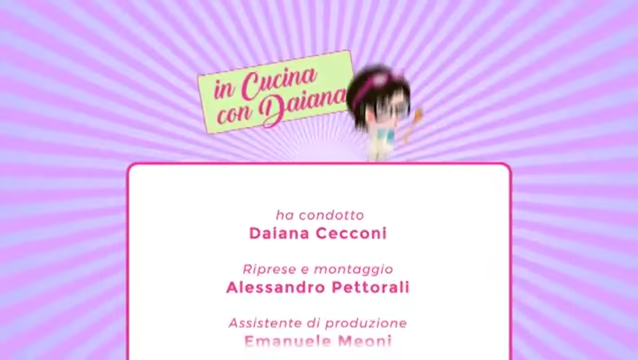 in Cucina
con Daiana
ha condotto
Daiana Cecconi
Riprese e montaggio
Alessandro Pettorali
Assistente di produzione
Emanuele Meoni